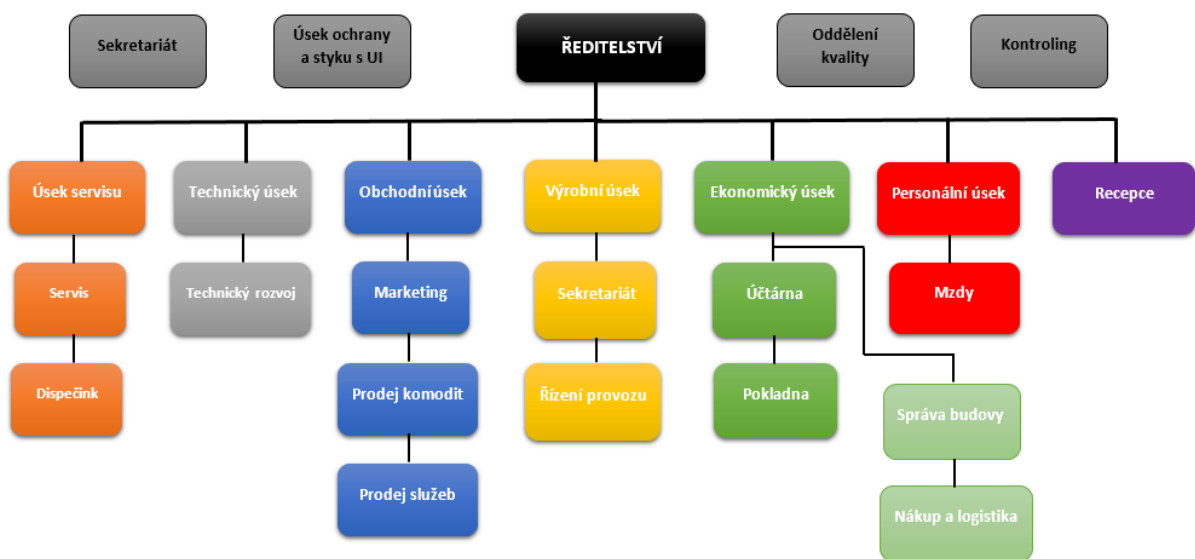 Sekretariát
Úsek ochrany
a styku s UI
ŘEDITELSTVÍ
Oddělení
kvality
Kontroling
Úsek servisu
Technický úsek
Obchodní úsek
Výrobní úsek
Ekonomický úsek
Personální úsek
Recepce
Servis
Technický rozvoj
Marketing
Sekretariát
Účtárna
Mzdy
Dispečink
Prodej komodit
Řízení provozu
Pokladna
Správa budovy
Prodej služeb
Nákup a logistika